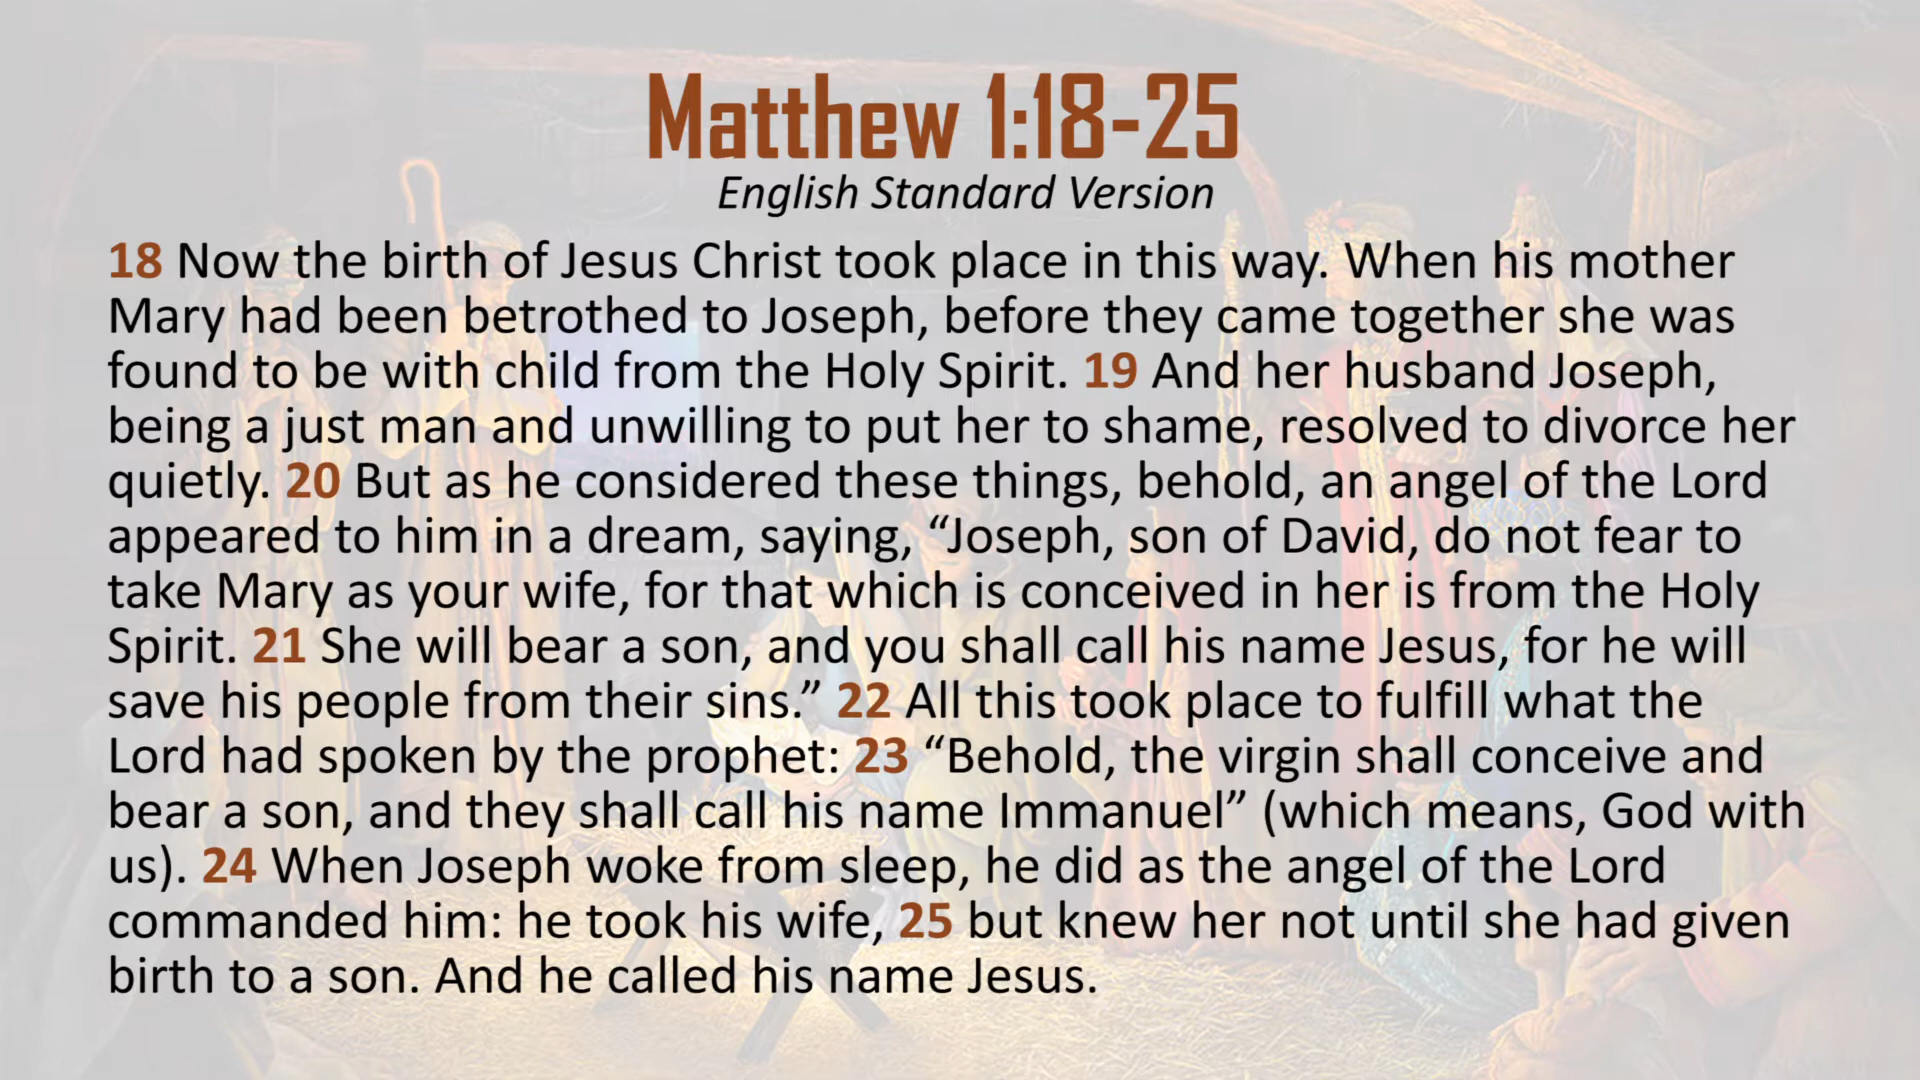 Matthew 1:18-25
English Standard Version
18 Now the birth of Jesus Christ took place in this way. When his mother
Mary had been betrothed to Joseph, before they came together she was
found to be with child from the Holy Spirit. 19 And her husband Joseph,
being a just man and unwilling to put her to shame, resolved to divorce her
quietly. 20 But as he considered these things, behold, an angel of the Lord
appeared to him in a dream, saying, “Joseph, son of David, do not fear to
take Mary as your wife, for that which is conceived in her is from the Holy
Spirit. 21 She will bear a son, and you shall call his name Jesus, for he will
save his people from their sins.” 22 All this took place to fulfill what the
Lord had spoken by the prophet: 23 “Behold, the virgin shall conceive and
bear a son, and they shall call his name Immanuel” (which means, God with
us). 24 When Joseph woke from sleep, he did as the angel of the Lord
commanded him: he took his wife, 25 but knew her not until she had given
birth to a son. And he called his name Jesus.